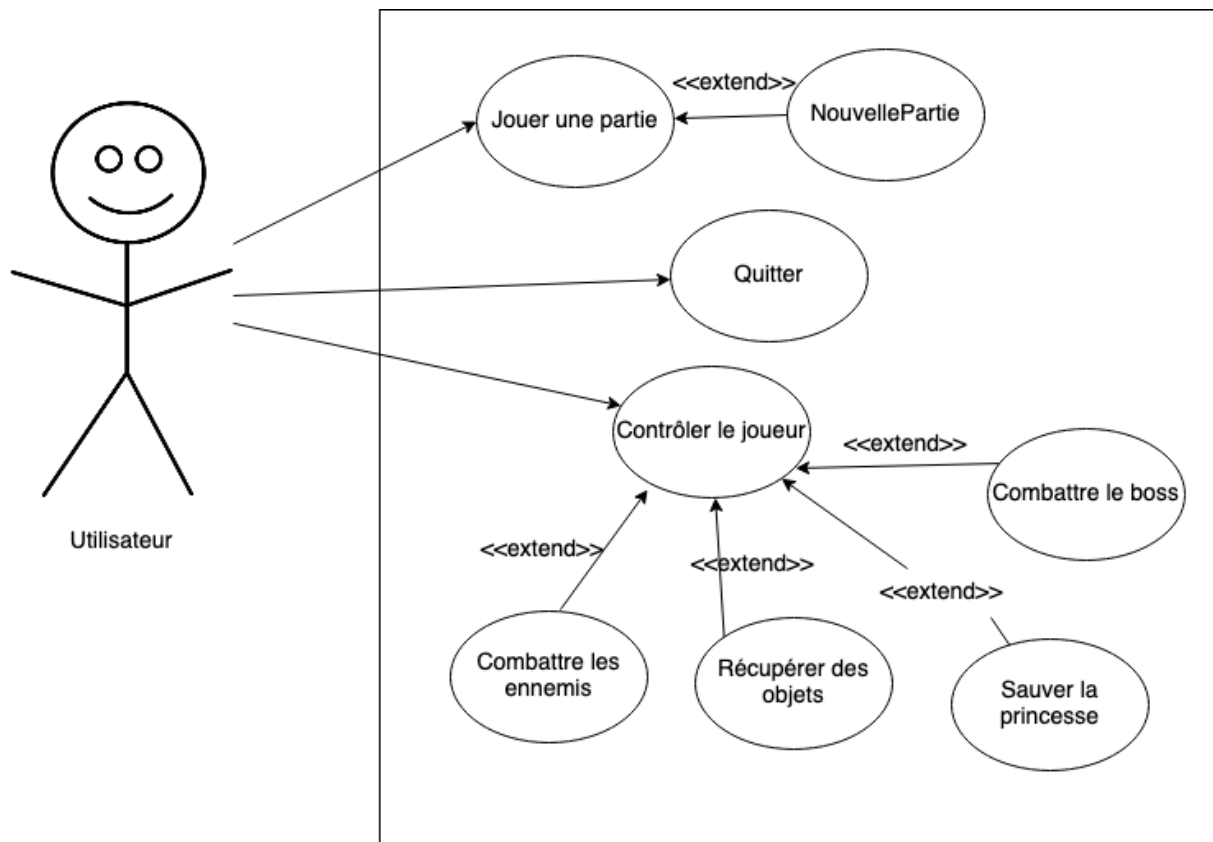 <<extend>>
Jouer une partie
NouvellePartie
Quitter
Contrôler le joueur
<<extend>>
Combattre le boss
Utilisateur
<<extend>>
<<extend>>
<<extend>>
Combattre les
ennemis
Récupérer des
objets
Sauver la
princesse